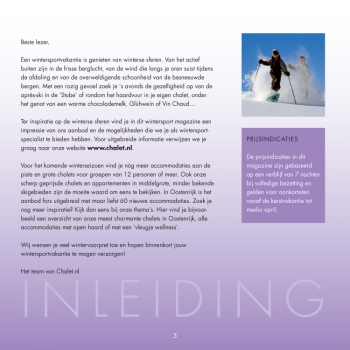 Beste lezer,
Een wintersportvakantie is genieten van winterse sferen. Van het actief
buiten zijn in de frisse berglucht, van de wind die langs je oren suist tijdens
de afdaling en van de overweldigende schoonheid van de besneeuwde
bergen. Met een rozig gevoel zoek je 's avonds de gezelligheid op van de
après-ski in de 'Stube' of rondom het haardvuur in je eigen chalet, onder
het genot van een warme chocolademelk, Glühwein of Vin Chaud...
Ter inspiratie op de winterse sferen vind je in dit wintersport magazine een
impressie van ons aanbod en de mogelijkheden die we je als wintersport
specialist te bieden hebben. Voor uitgebreide informatie verwijzen we je
graag naar onze website www.chalet.nl.
Voor het komende winterseizoen vind je nóg meer accommodaties aan de
piste en grote chalets voor groepen van 12 personen of meer. Ook onze
scherp geprijsde chalets en appartementen in middelgrote, minder bekende
skigebieden zijn de moeite waard om eens te bekijken. In Oostenrijk is het
aanbod fors uitgebreid met maar liefst 60 nieuwe accommodaties. Zoek je
nóg meer inspiratie? Kijk dan eens bij onze thema's. Hier vind je bijvoor-
beeld een overzicht van onze meest charmante chalets in Oostenrijk, alle
accommodaties met open haard of met een 'vleugje wellness'.
Wij wensen je veel wintervoorpret toe en hopen binnenkort jouw
wintersportvakantie te mogen verzorgen!
Het team van Chalet.nl
PRIJSINDICATIES
De prijsindicaties in dit
magazine zijn gebaseerd
op een verblijf van 7 nachten
bij volledige bezetting en
gelden voor aankomsten
vanaf de kerstvakantie tot
medio april.
INLEIDING
3